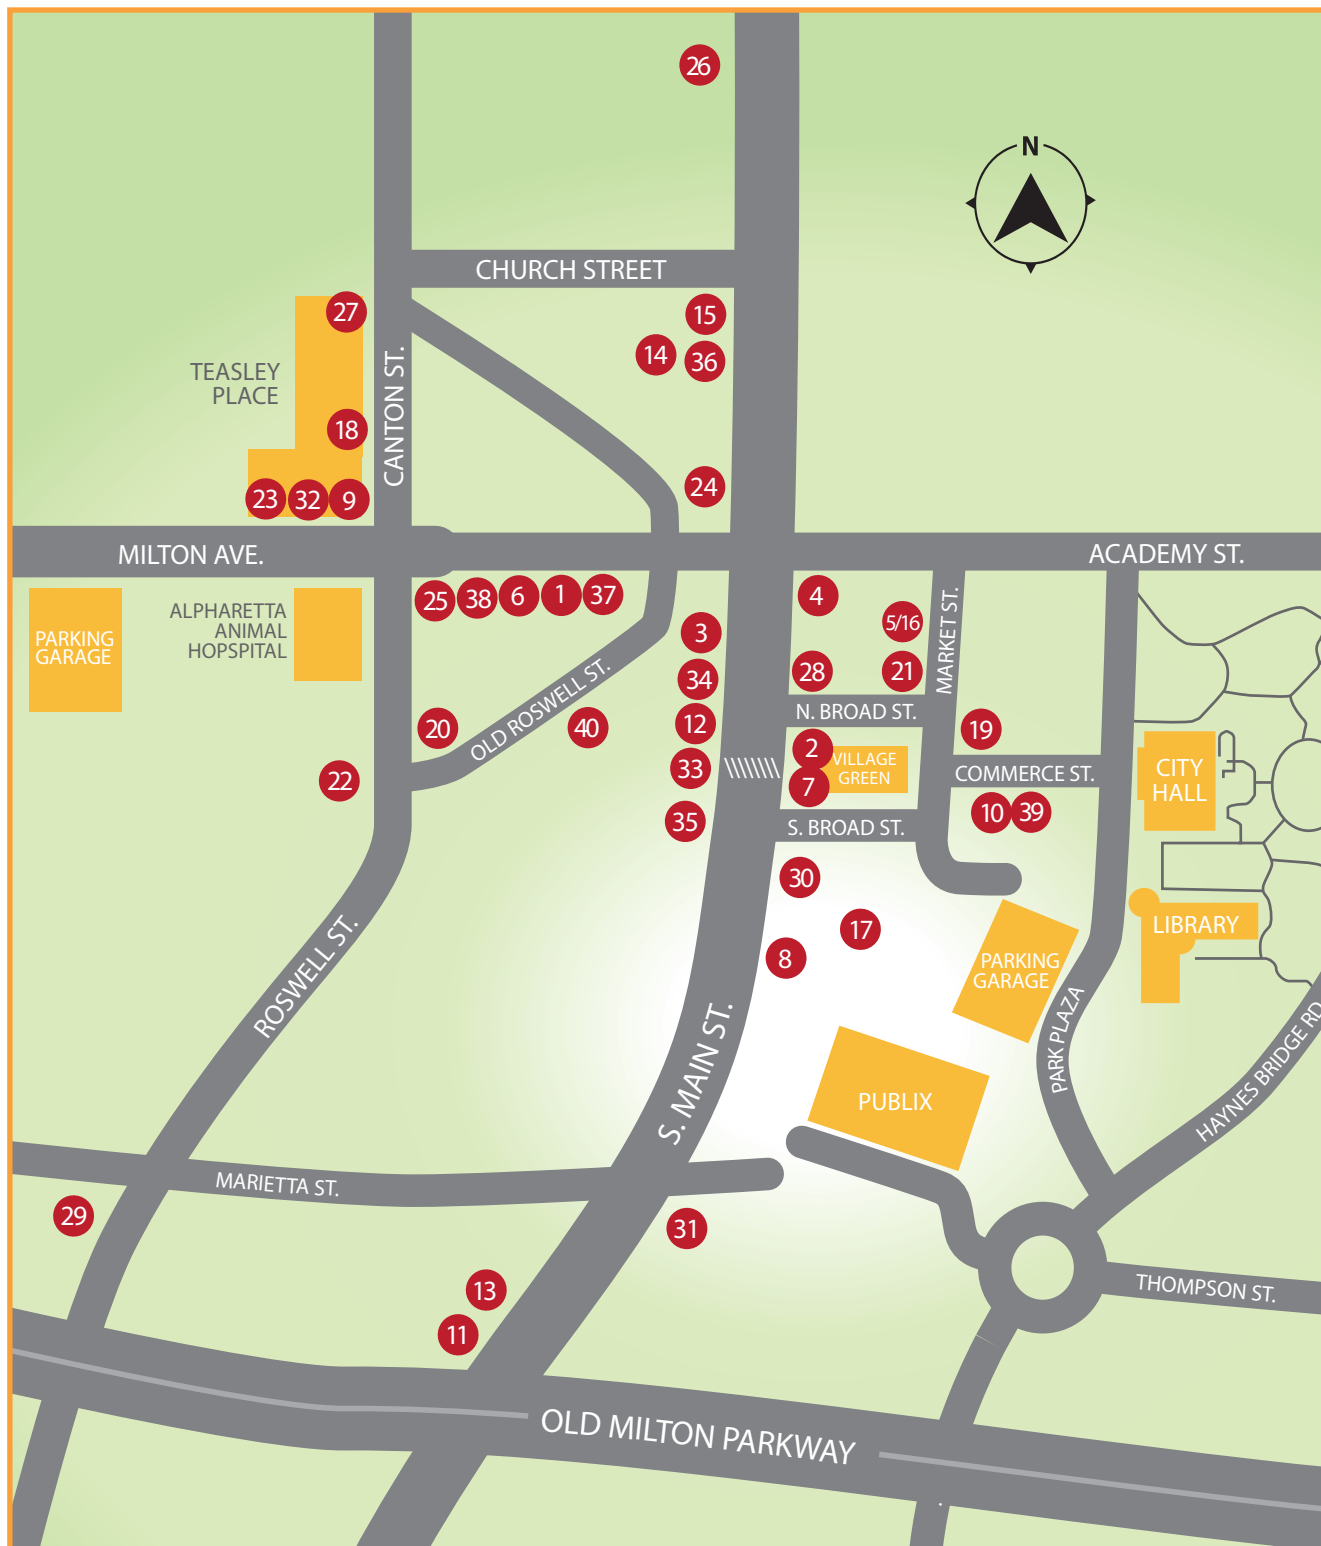 26
N
CHURCH STREET
27
15
14
36
TEASLEY
PLACE
CANTON ST.
18
24
23
32
9
MILTON AVE.
ACADEMY ST.
25
38
6
1
37
4
5/16
3
MARKET ST.
PARKING
GARAGE
ALPHARETTA
ANIMAL
HOPSPITAL
34
28
21
OLD ROSWELL ST.
N. BROAD ST.
20
40
12
19
2
VILLAGE
GREEN
7
33
22
COMMERCE ST.
CITY
HALL
10
39
35
S. BROAD ST.
30
17
8
LIBRARY
PARKING
GARAGE
ROSWELL ST.
S. MAIN ST.
PARK PLAZA
HAYNES BRIDGE RD
PUBLIX
MARIETTA ST.
29
31
13
11
THOMPSON ST.
OLD MILTON PARKWAY